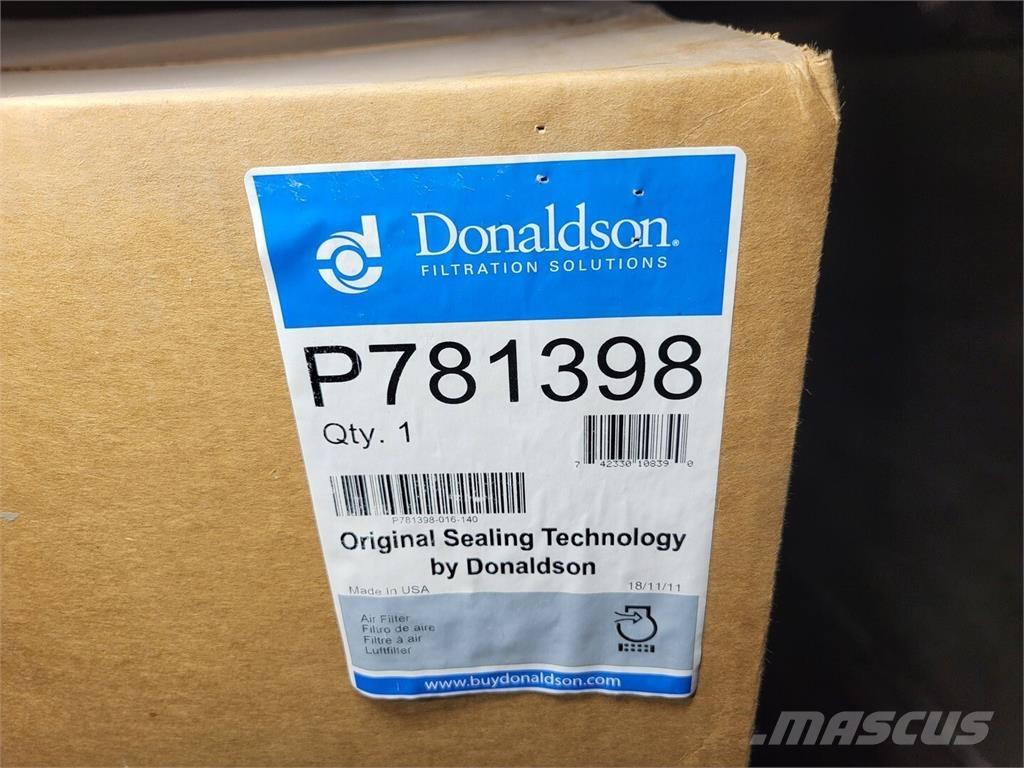 Donaldson®
FILTRATION SOLUTIONS
P781398
Qty. 1
7 42330 10839 0
P781398-016-140
Original Sealing Technology
by Donaldson
Made in USA 18/11/11
Air Filter
Filtro de aire
Filtre à air
Luftfilter
www.buydonaldson.com
MASCUS